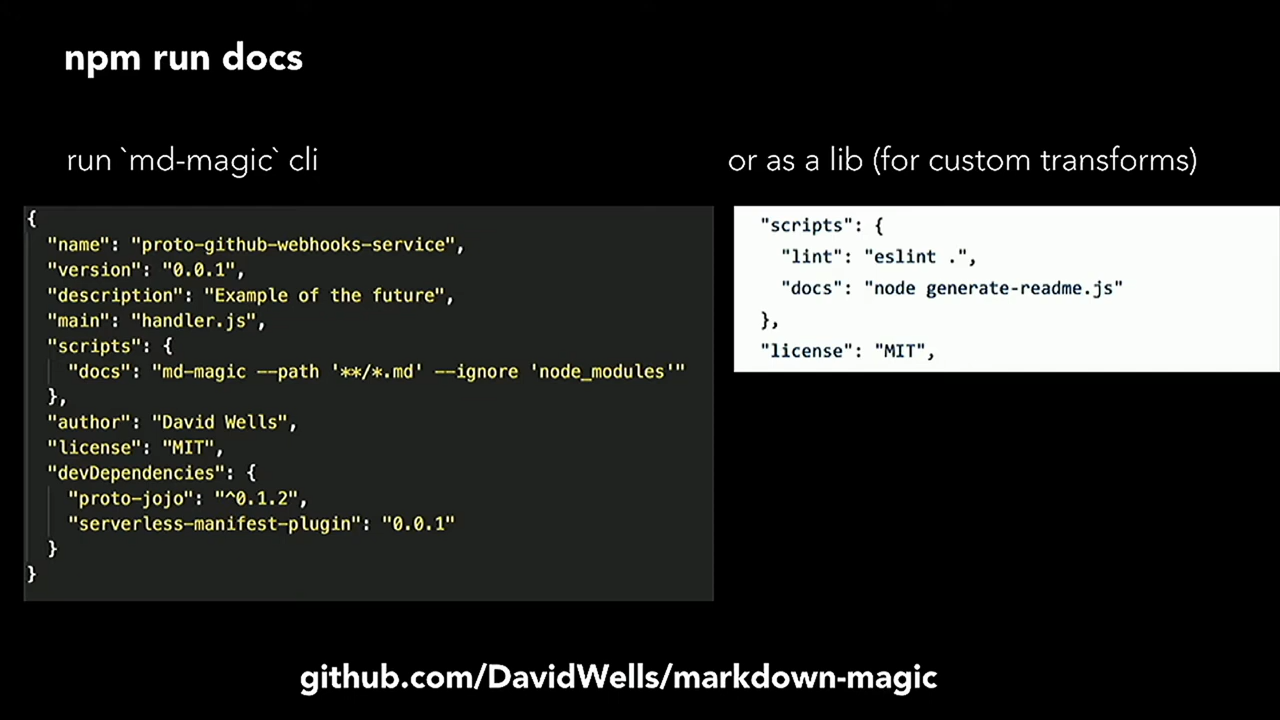 npm run docs
run `md-magic` cli
{
"name": "proto-github-webhooks-service",
"version": "0.0.1",
"description": "Example of the future",
"main": "handler.js",
"scripts": {
"docs": "md-magic --path '**/*.md' --ignore 'node_modules'"
},
"author": "David Wells",
"license": "MIT",
"devDependencies": {
"proto-jojo": "^0.1.2",
"serverless-manifest-plugin": "0.0.1"
}
}
or as a lib (for custom transforms)
"scripts": {
"lint": "eslint .",
"docs": "node generate-readme.js"
},
"license": "MIT",
github.com/DavidWells/markdown-magic